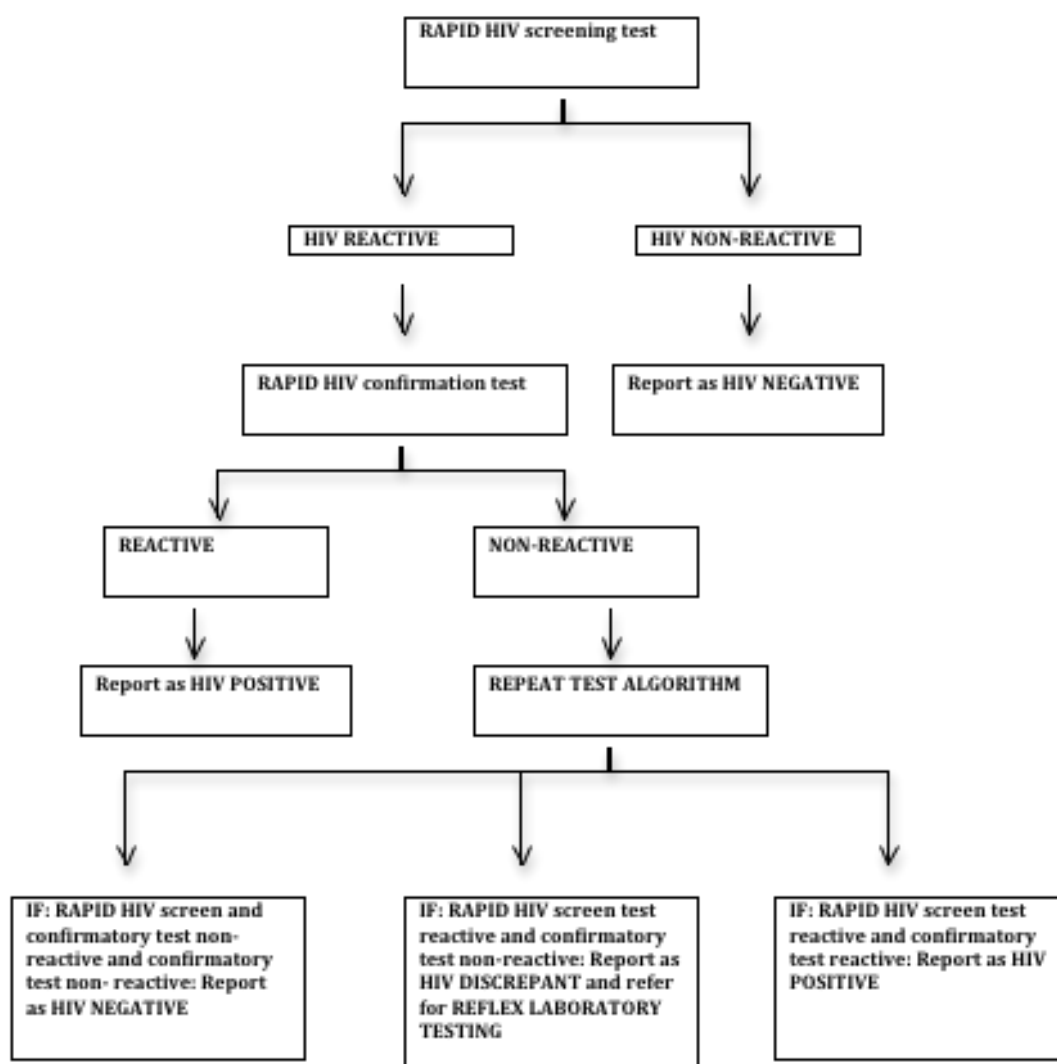 RAPID HIV screening test
HIV REACTIVE
HIV NON-REACTIVE
RAPID HIV confirmation test
Report as HIV NEGATIVE
REACTIVE
NON-REACTIVE
Report as HIV POSITIVE
REPEAT TEST ALGORITHM
IF: RAPID HIV screen and
confirmatory test non-
reactive and confirmatory
test non- reactive: Report
as HIV NEGATIVE
IF: RAPID HIV screen test
reactive and confirmatory
test non-reactive: Report as
HIV DISCREPANT and refer
for REFLEX LABORATORY
TESTING
IF: RAPID HIV screen test
reactive and confirmatory
test reactive: Report as HIV
POSITIVE